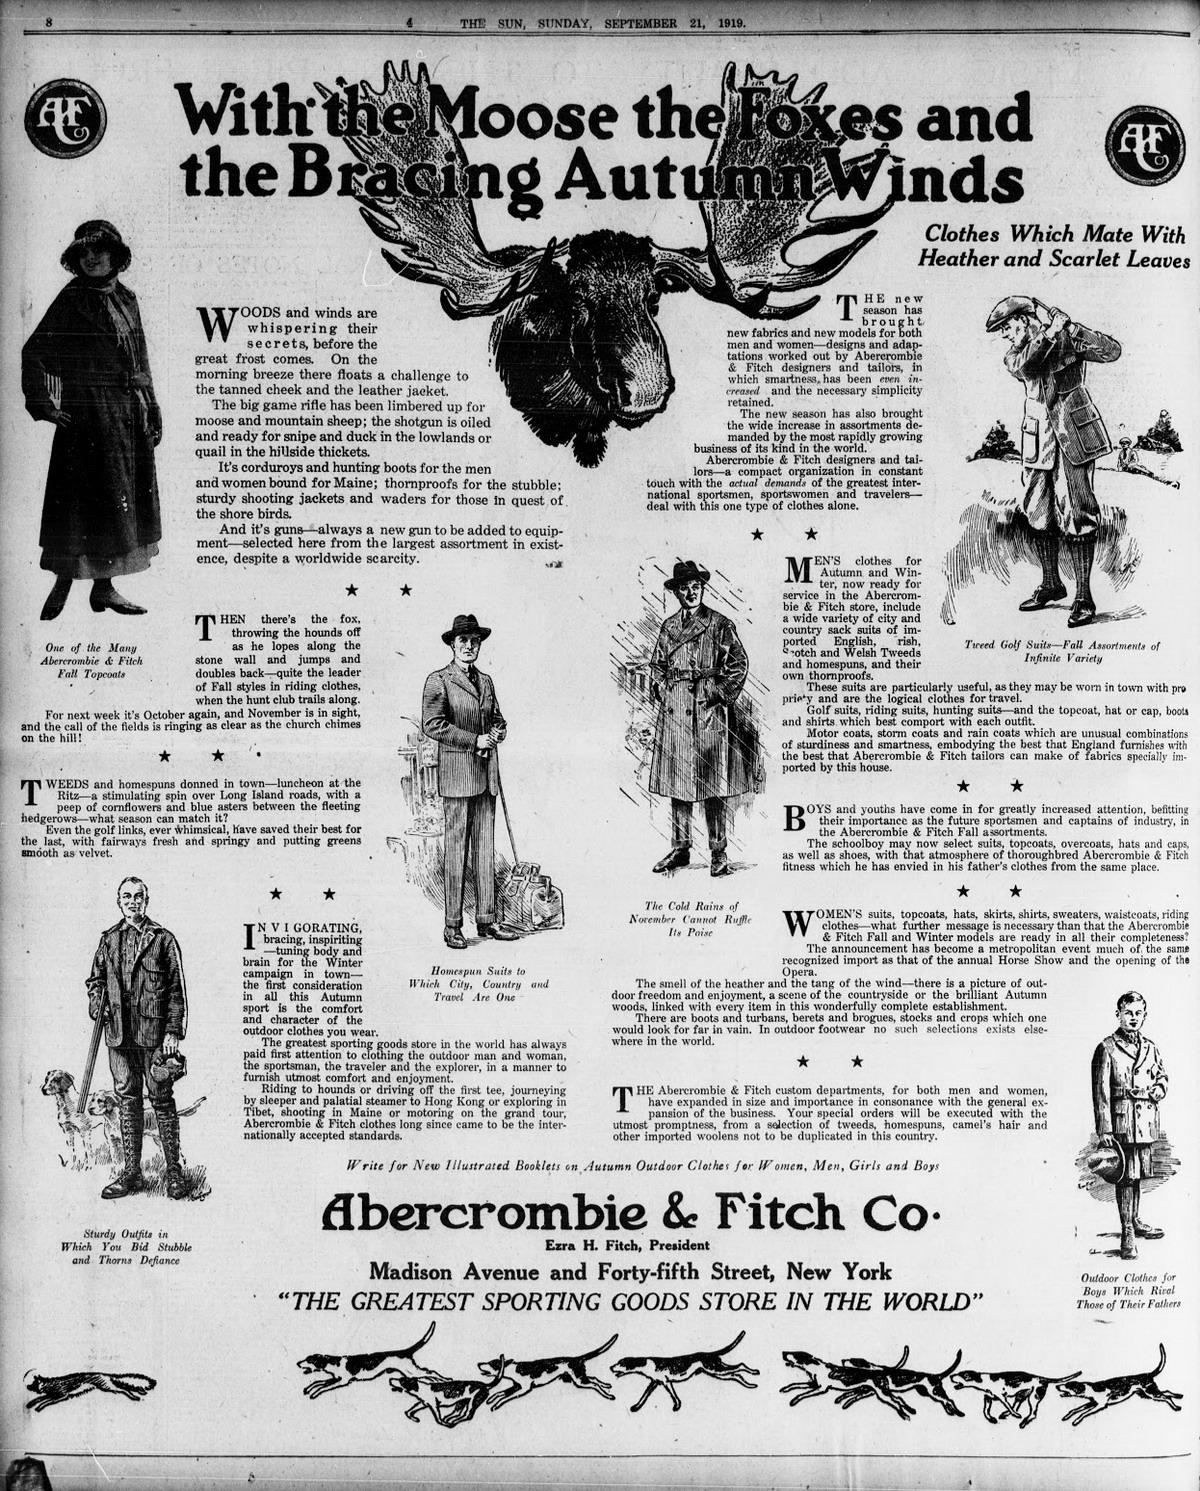 8
4
THE SUN, SUNDAY, SEPTEMBER 21, 1919.
AF
AF
With the Moose the Foxes and
the Bracing Autumn Winds
Clothes Which Mate With
Heather and Scarlet Leaves
WOODS and winds are
whispering their
secrets, before the
great frost comes. On the
morning breeze there floats a challenge to
the tanned cheek and the leather jacket.
The big game rifle has been limbered up for
moose and mountain sheep; the shotgun is oiled
and ready for snipe and duck in the lowlands or
quail in the hillside thickets.
It's corduroys and hunting boots for the men
and women bound for Maine; thornproofs for the stubble;
sturdy shooting jackets and waders for those in quest of
the shore birds.
And it's guns—always a new gun to be added to equip-
ment—selected here from the largest assortment in exist-
ence, despite a worldwide scarcity.
One of the Many
Abercrombie & Fitch
Fall Topcoats
THEN there's the fox,
throwing the hounds off
as he lopes along the
stone wall and jumps and
doubles back—quite the leader
of Fall styles in riding clothes,
when the hunt club trails along.
For next week it's October again, and November is in sight,
and the call of the fields is ringing as clear as the church chimes
on the hill!
TWEEDS and homespuns donned in town—luncheon at the
Ritz—a stimulating spin over Long Island roads, with a
peep of cornflowers and blue asters between the fleeting
hedgerows—what season can match it?
Even the golf links, ever whimsical, have saved their best for
the last, with fairways fresh and springy and putting greens
smooth as velvet.
INVIGORATING,
bracing, inspiriting
—tuning body and
brain for the Winter
campaign in town—
the first consideration
in all this Autumn
sport is the comfort
and character of the
outdoor clothes you wear.
The greatest sporting goods store in the world has always
paid first attention to clothing the outdoor man and woman,
the sportsman, the traveler and the explorer, in a manner to
furnish utmost comfort and enjoyment.
Riding to hounds or driving off the first tee, journeying
by sleeper and palatial steamer to Hong Kong or exploring in
Tibet, shooting in Maine or motoring on the grand tour,
Abercrombie & Fitch clothes long since came to be the inter-
nationally accepted standards.
Sturdy Outfits in
Which You Bid Stubble
and Thorns Defiance
Homespun Suits to
Which City, Country and
Travel Are One
THE new
season has
brought
new fabrics and new models for both
men and women—designs and adap-
tations worked out by Abercrombie
& Fitch designers and tailors, in
which smartness has been even in-
creased and the necessary simplicity
retained.
The new season has also brought
the wide increase in assortments de-
manded by the most rapidly growing
business of its kind in the world.
Abercrombie & Fitch designers and tai-
lors—a compact organization in constant
touch with the actual demands of the greatest inter-
national sportsmen, sportswomen and travelers—
deal with this one type of clothes alone.
Tweed Golf Suits—Fall Assortments of
Infinite Variety
The Cold Rains of
November Cannot Ruffle
Its Poise
MEN'S clothes for
Autumn and Win-
ter, now ready for
service in the Abercrom-
bie & Fitch store, include
a wide variety of city and
country sack suits of im-
ported English, rish,
otch and Welsh Tweeds
and homespuns, and their
own thornproofs.
These suits are particularly useful, as they may be worn in town with pro
priety and are the logical clothes for travel.
Golf suits, riding suits, hunting suits—and the topcoat, hat or cap, boots
and shirts which best comport with each outfit.
Motor coats, storm coats and rain coats which are unusual combinations
of sturdiness and smartness, embodying the best that England furnishes with
the best that Abercrombie & Fitch tailors can make of fabrics specially im-
ported by this house.
BOYS and youths have come in for greatly increased attention, befitting
their importance as the future sportsmen and captains of industry, in
the Abercrombie & Fitch Fall assortments.
The schoolboy may now select suits, topcoats, overcoats, hats and caps,
as well as shoes, with that atmosphere of thoroughbred Abercrombie & Fitch
fitness which he has envied in his father's clothes from the same place.
WOMEN'S suits, topcoats, hats, skirts, shirts, sweaters, waistcoats, riding
clothes—what further message is necessary than that the Abercrombie
& Fitch Fall and Winter models are ready in all their completeness?
The announcement has become a metropolitan event much of the same
recognized import as that of the annual Horse Show and the opening of the
Opera.
The smell of the heather and the tang of the wind—there is a picture of out-
door freedom and enjoyment, a scene of the countryside or the brilliant Autumn
woods, linked with every item in this wonderfully complete establishment.
There are boots and turbans, berets and brogues, stocks and crops which one
would look for far in vain. In outdoor footwear no such selections exists else-
where in the world.
THE Abercrombie & Fitch custom departments, for both men and women,
have expanded in size and importance in consonance with the general ex-
pansion of the business. Your special orders will be executed with the
utmost promptness, from a selection of tweeds, homespuns, camel's hair and
other imported woolens not to be duplicated in this country.
Outdoor Clothes for
Boys Which Rival
Those of Their Fathers
Write for New Illustrated Booklets on Autumn Outdoor Clothes for Women, Men, Girls and Boys
Abercrombie & Fitch Co.
Ezra H. Fitch, President
Madison Avenue and Forty-fifth Street, New York
"THE GREATEST SPORTING GOODS STORE IN THE WORLD"